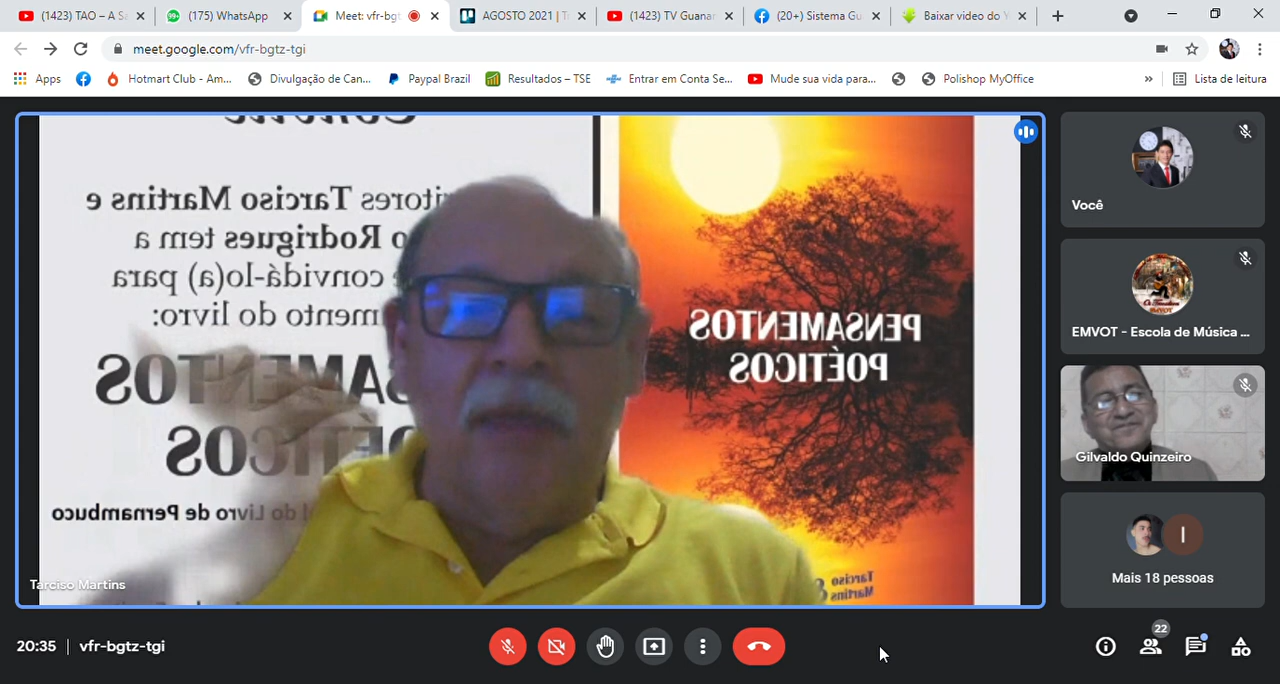 (1423) TAO – A Sa
(175) WhatsApp
Meet: vfr-bgt
AGOSTO 2021 | T
(1423) TV Guanar
(20+) Sistema Gu
Baixar video do Y
meet.google.com/vfr-bgtz-tgi
Apps
Hotmart Club - Am...
Divulgação de Can...
Paypal Brazil
Resultados – TSE
Entrar em Conta Se...
Mude sua vida para...
Polishop MyOffice
»
Lista de leitura
ritores Tarciso Martins e
o Rodrigues tem a
e convidá-lo(a) para
mento do livro:
SAMENTOS
ÉTICOS
l do Livro de Pernambuco
PENSAMENTOS
POÉTICOS
Tarciso
Martins &
Tarciso Martins
Você
EMVOT - Escola de Música ...
Gilvaldo Quinzeiro
I
Mais 18 pessoas
20:35 | vfr-bgtz-tgi
22